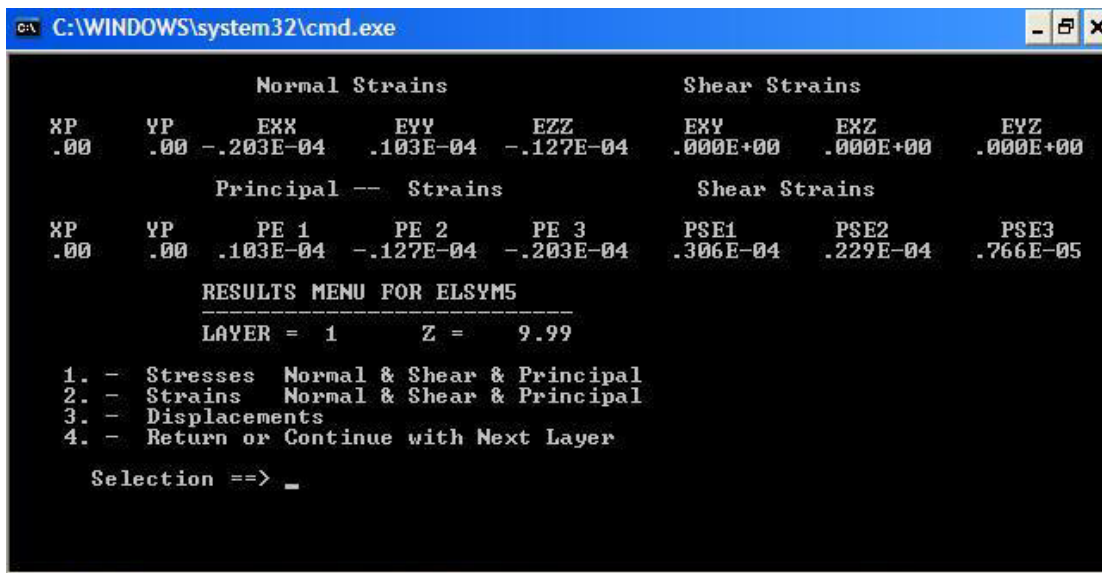 C:\WINDOWS\system32\cmd.exe
Normal Strains Shear Strains
XP YP EXX EYY EZZ EXY EXZ EYZ
.00 .00 -.203E-04 .103E-04 -.127E-04 .000E+00 .000E+00 .000E+00
Principal -- Strains Shear Strains
XP YP PE 1 PE 2 PE 3 PSE1 PSE2 PSE3
.00 .00 .103E-04 -.127E-04 -.203E-04 .306E-04 .229E-04 .766E-05
RESULTS MENU FOR ELSYM5
-----------------------------
LAYER = 1 Z = 9.99
1. - Stresses Normal & Shear & Principal
2. - Strains Normal & Shear & Principal
3. - Displacements
4. - Return or Continue with Next Layer
Selection ==> _